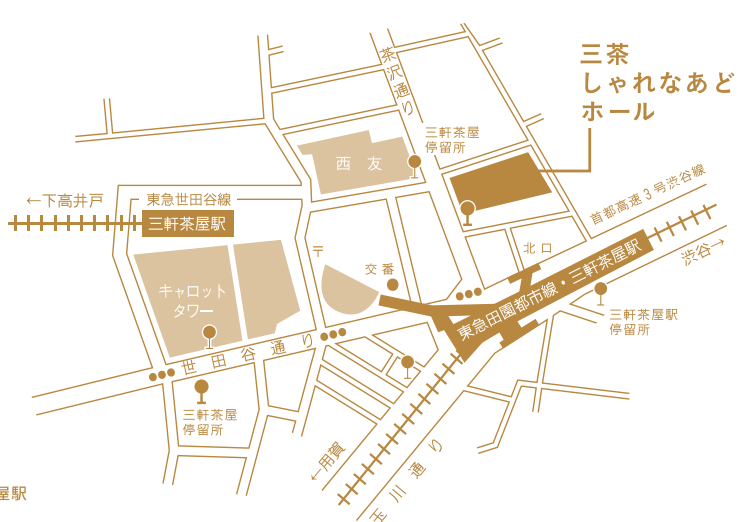 三茶
しゃれなあど
ホール
茶沢通り
三軒茶屋
停留所
西友
←下高井戸
東急世田谷線
三軒茶屋駅
首都高速3号渋谷線
渋谷→
北口
〒
交番
キャロット
タワー
東急田園都市線・三軒茶屋駅
三軒茶屋駅
停留所
世田谷通り
三軒茶屋
停留所
←用賀
玉川通り
屋駅